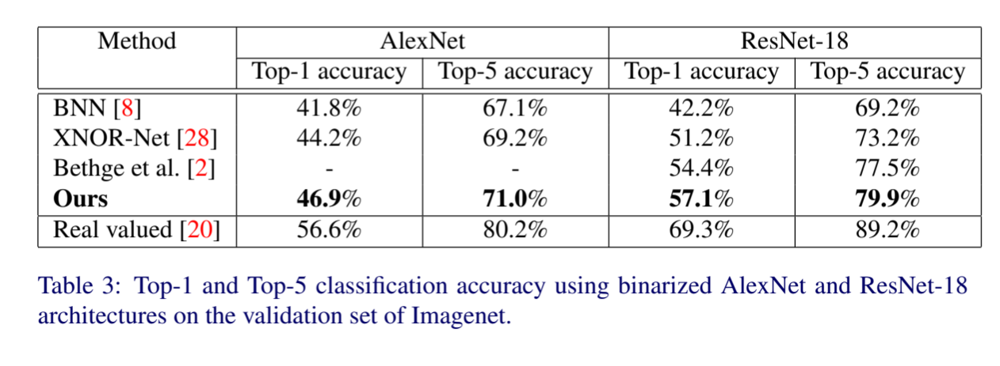 Method AlexNet ResNet-18
Top-1 accuracy Top-5 accuracy Top-1 accuracy Top-5 accuracy
BNN [8] 41.8% 67.1% 42.2% 69.2%
XNOR-Net [28] 44.2% 69.2% 51.2% 73.2%
Bethge et al. [2] - - 54.4% 77.5%
Ours 46.9% 71.0% 57.1% 79.9%
Real valued [20] 56.6% 80.2% 69.3% 89.2%
Table 3: Top-1 and Top-5 classification accuracy using binarized AlexNet and ResNet-18
architectures on the validation set of Imagenet.